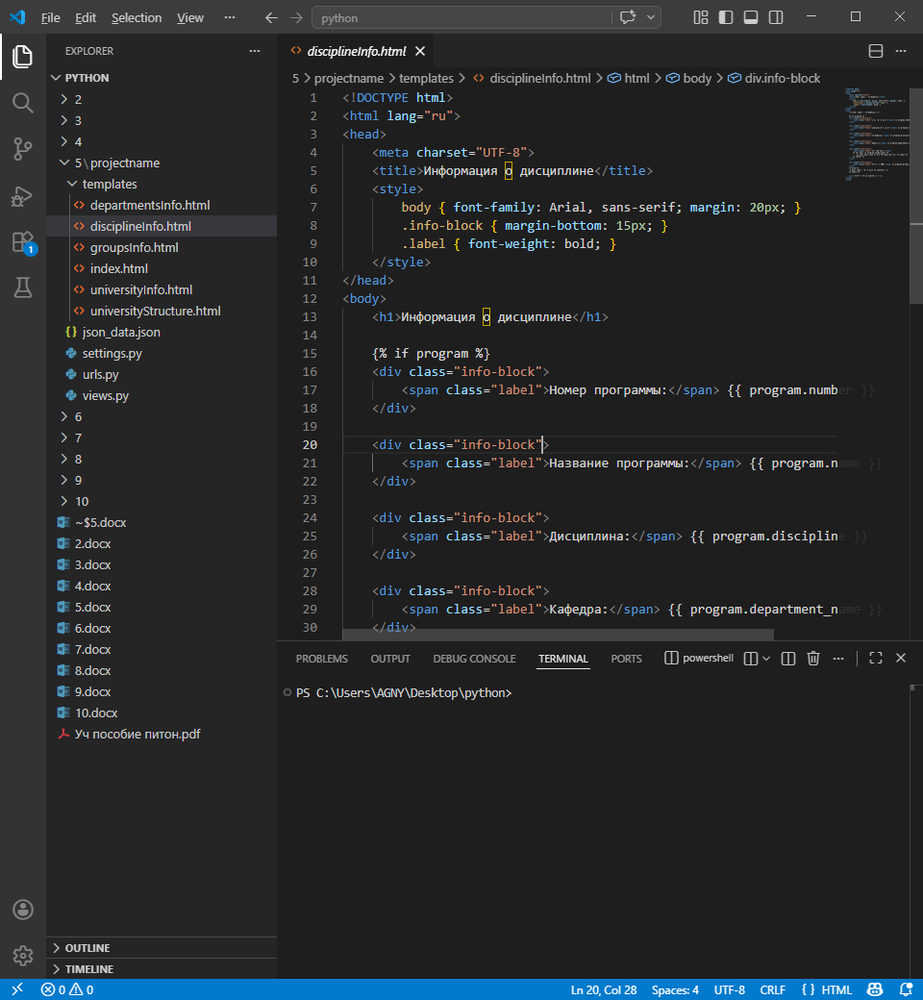 File Edit Selection View ··· python
EXPLORER ···
PYTHON
2
3
4
5\projectname
templates
departmentsInfo.html
disciplineInfo.html
groupsInfo.html
index.html
universityInfo.html
universityStructure.html
json_data.json
settings.py
urls.py
views.py
6
7
8
9
10
~$5.docx
2.docx
3.docx
4.docx
5.docx
6.docx
7.docx
8.docx
9.docx
10.docx
Уч пособие питон.pdf
OUTLINE
TIMELINE
1
disciplineInfo.html
5 > projectname > templates > disciplineInfo.html > html > body > div.info-block
1 <!DOCTYPE html>
2 <html lang="ru">
3 <head>
4 <meta charset="UTF-8">
5 <title>Информация о дисциплине</title>
6 <style>
7 body { font-family: Arial, sans-serif; margin: 20px; }
8 .info-block { margin-bottom: 15px; }
9 .label { font-weight: bold; }
10 </style>
11 </head>
12 <body>
13 <h1>Информация о дисциплине</h1>
14
15 {% if program %}
16 <div class="info-block">
17 <span class="label">Номер программы:</span> {{ program.number }}
18 </div>
19
20 <div class="info-block">
21 <span class="label">Название программы:</span> {{ program.name }}
22 </div>
23
24 <div class="info-block">
25 <span class="label">Дисциплина:</span> {{ program.discipline }}
26 </div>
27
28 <div class="info-block">
29 <span class="label">Кафедра:</span> {{ program.department_name }}
30 </div>
PROBLEMS OUTPUT DEBUG CONSOLE TERMINAL PORTS powershell ···
PS C:\Users\AGNY\Desktop\python>
0 0 Ln 20, Col 28 Spaces: 4 UTF-8 CRLF { } HTML